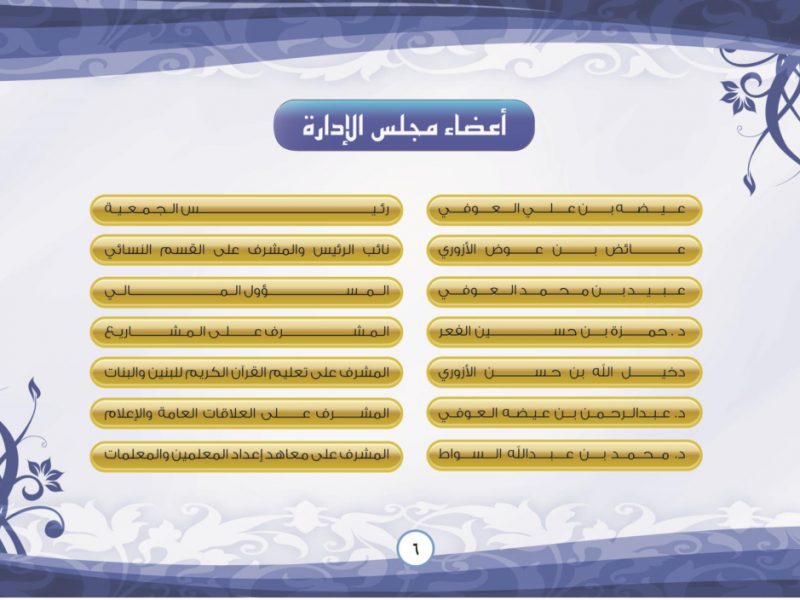 أعضاء مجلس الإدارة
عيضه بن علي العوفي رئيس الجمعية
عائض بن عوض الأزوري نائب الرئيس والمشرف على القسم النسائي
عبيد بن محمد العوفي المسؤول المالي
د. حمزة بن حسين الفعر المشرف على المشاريع
دخيل الله بن حسن الأزوري المشرف على تعليم القرآن الكريم للبنين والبنات
د. عبدالرحمن بن عيضه العوفي المشرف على العلاقات العامة والإعلام
د. محمد بن عبدالله السواط المشرف على معاهد إعداد المعلمين والمعلمات
٦